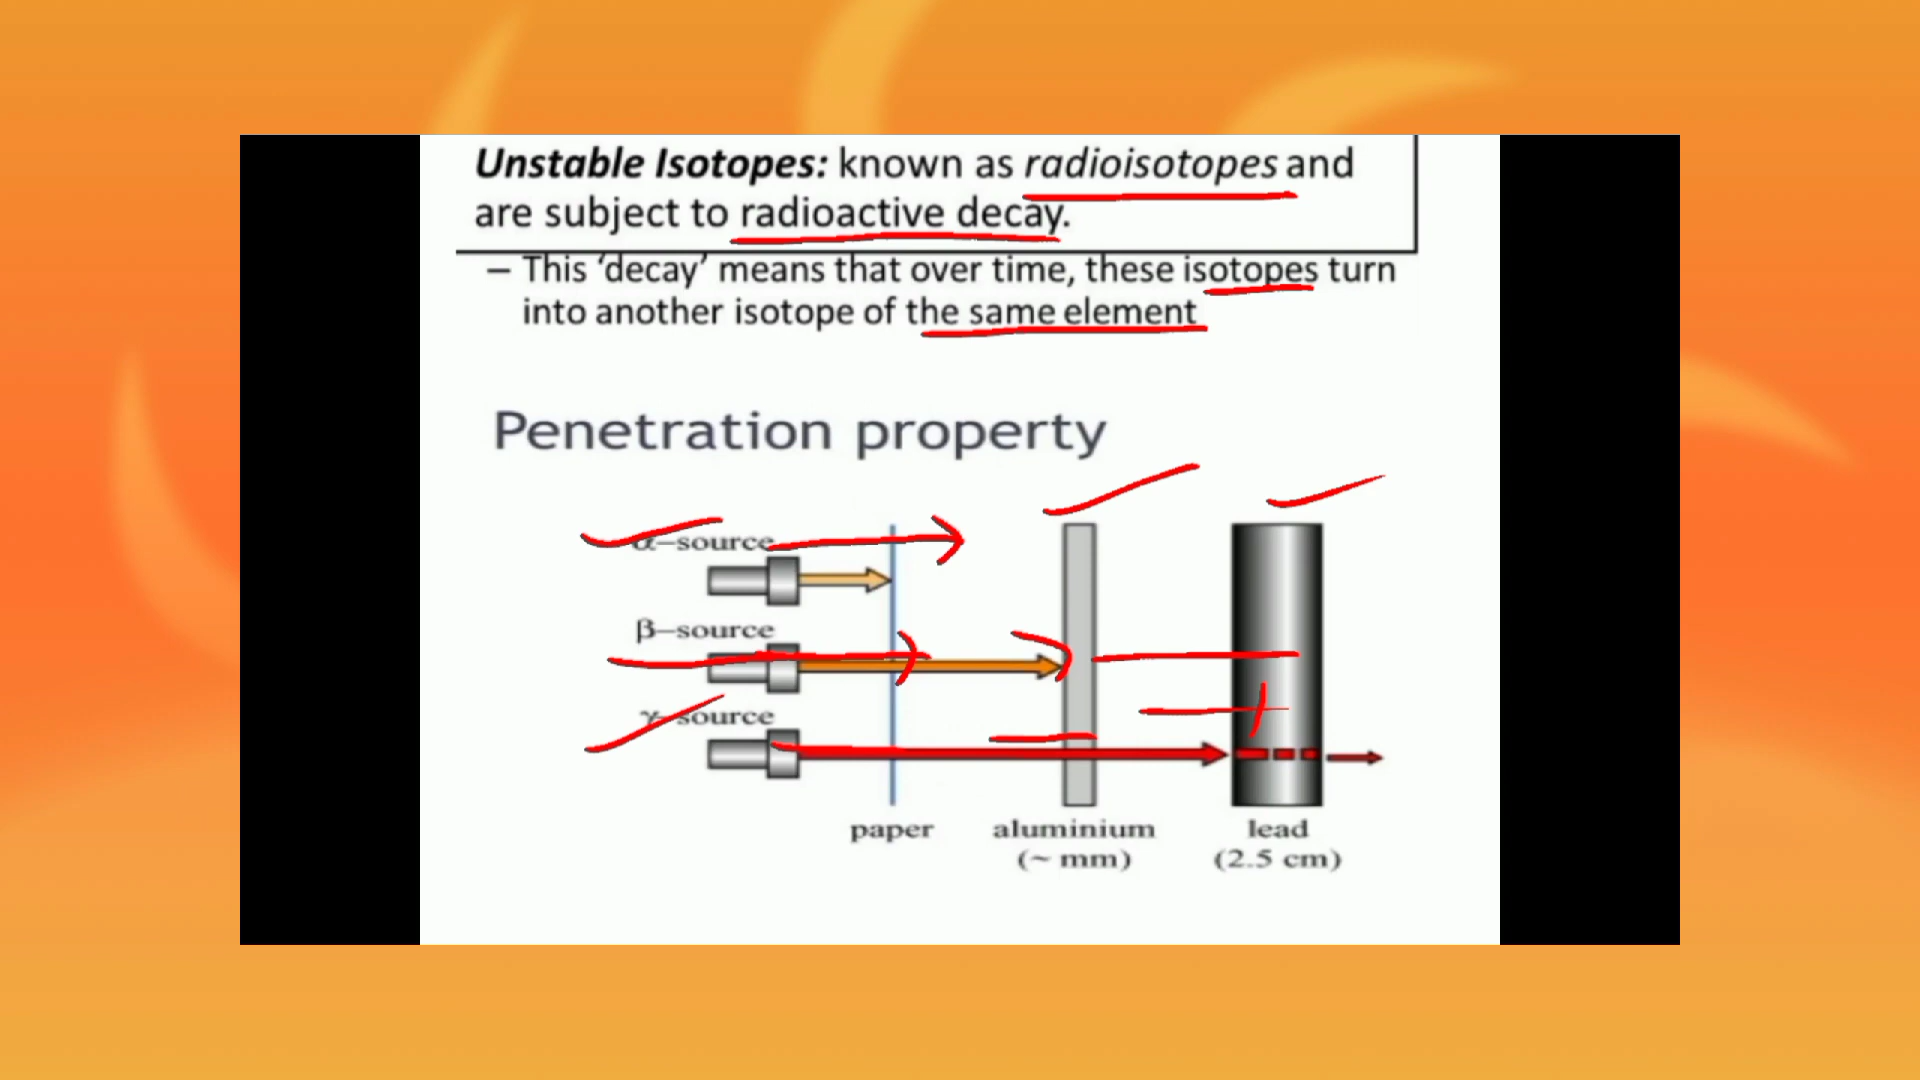 Unstable Isotopes: known as radioisotopes and
are subject to radioactive decay.
– This ‘decay’ means that over time, these isotopes turn
into another isotope of the same element
Penetration property
α–source
β–source
γ–source
paper
aluminium
(~ mm)
lead
(2.5 cm)